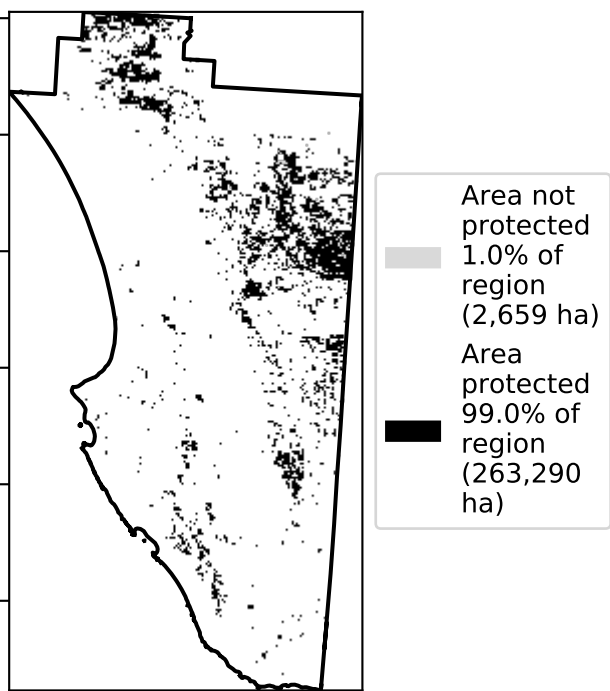 Area not
protected
1.0% of
region
(2,659 ha)
Area
protected
99.0% of
region
(263,290
ha)